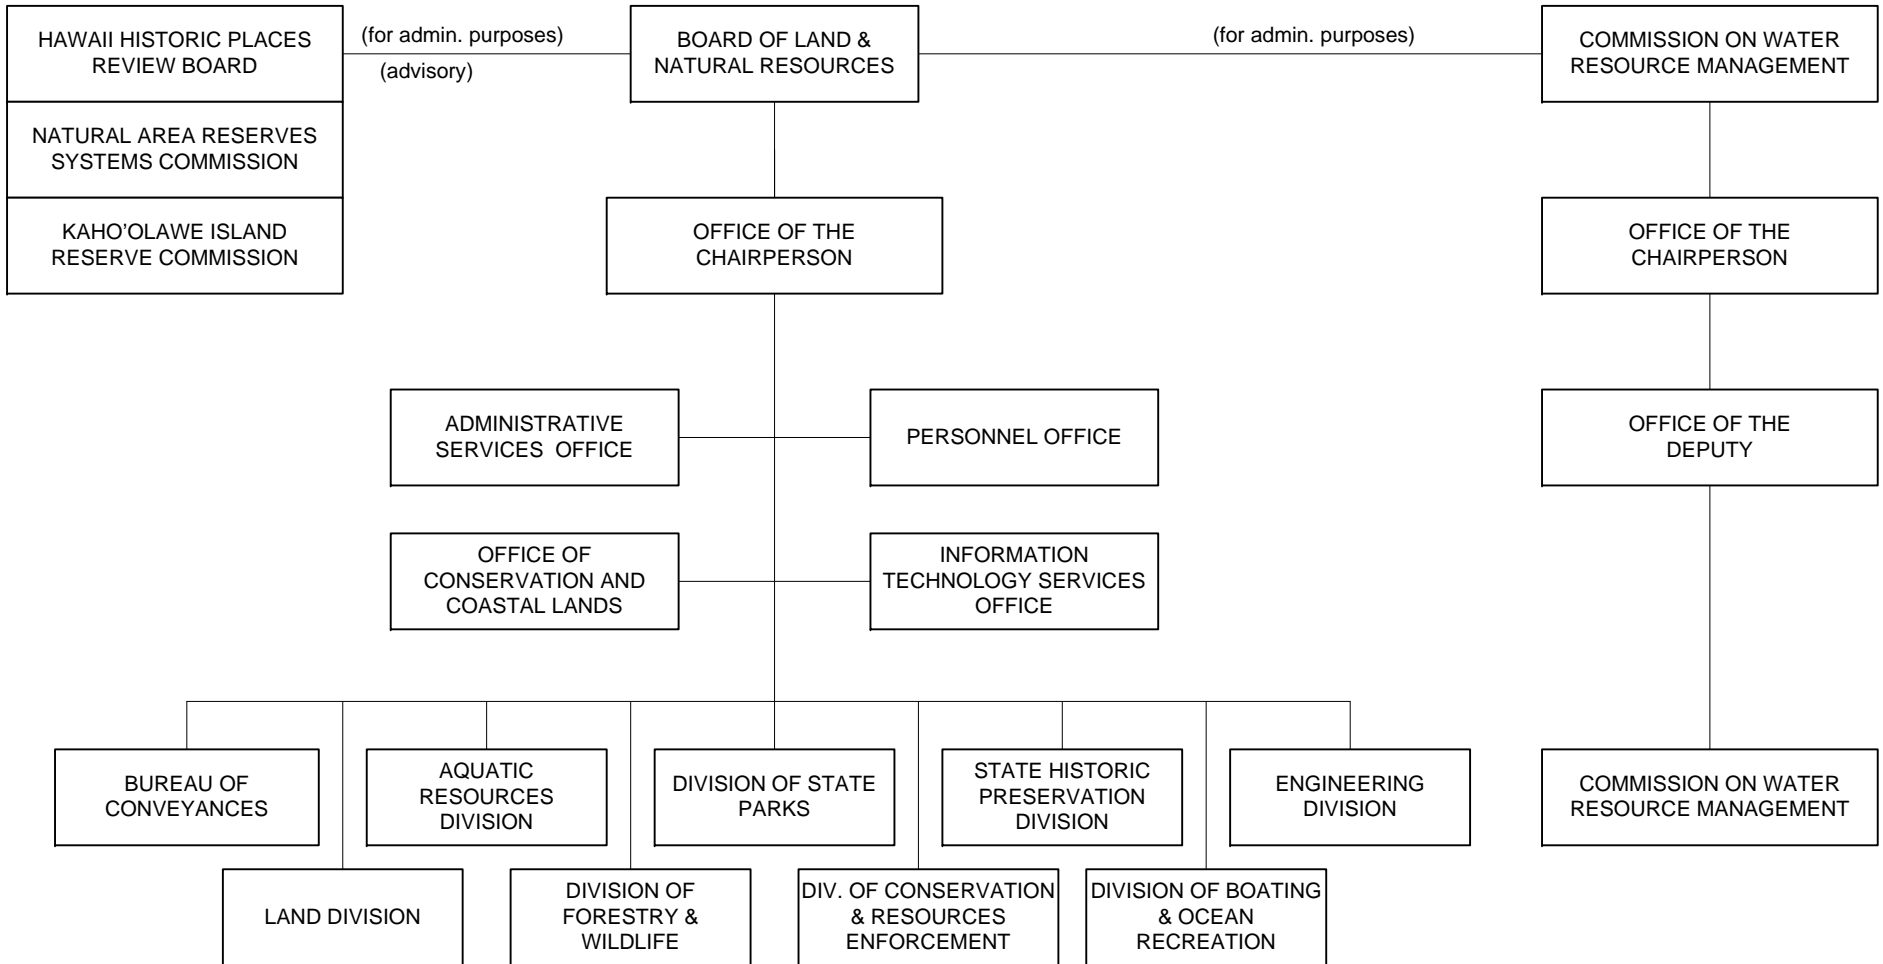 HAWAII HISTORIC PLACES
REVIEW BOARD
(for admin. purposes)
(advisory)
BOARD OF LAND &
NATURAL RESOURCES
(for admin. purposes)
COMMISSION ON WATER
RESOURCE MANAGEMENT
NATURAL AREA RESERVES
SYSTEMS COMMISSION
KAHO’OLAWE ISLAND
RESERVE COMMISSION
OFFICE OF THE
CHAIRPERSON
OFFICE OF THE
CHAIRPERSON
ADMINISTRATIVE
SERVICES  OFFICE
PERSONNEL OFFICE
OFFICE OF THE
DEPUTY
OFFICE OF
CONSERVATION AND
COASTAL LANDS
INFORMATION
TECHNOLOGY SERVICES
OFFICE
BUREAU OF
CONVEYANCES
AQUATIC
RESOURCES
DIVISION
DIVISION OF STATE
PARKS
STATE HISTORIC
PRESERVATION
DIVISION
ENGINEERING
DIVISION
COMMISSION ON WATER
RESOURCE MANAGEMENT
LAND DIVISION
DIVISION OF
FORESTRY &
WILDLIFE
DIV. OF CONSERVATION
& RESOURCES
ENFORCEMENT
DIVISION OF BOATING
& OCEAN
RECREATION